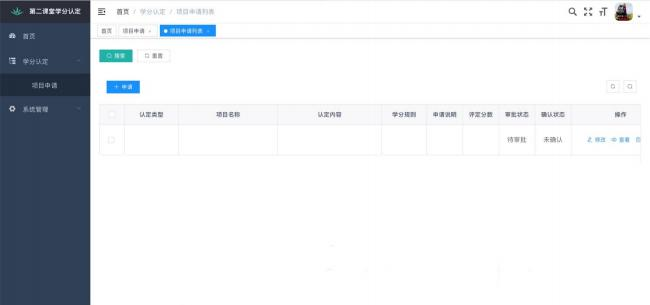 第二课堂学分认定
首页 / 学分认定 / 项目申请列表
首页 项目申请 × 项目申请列表 ×
首页
学分认定
项目申请
系统管理
搜索 重置
+ 申请
认定类型 项目名称 认定内容 学分规则 申请说明 评定分数 审批状态 确认状态 操作
待审批 未确认 修改 查看